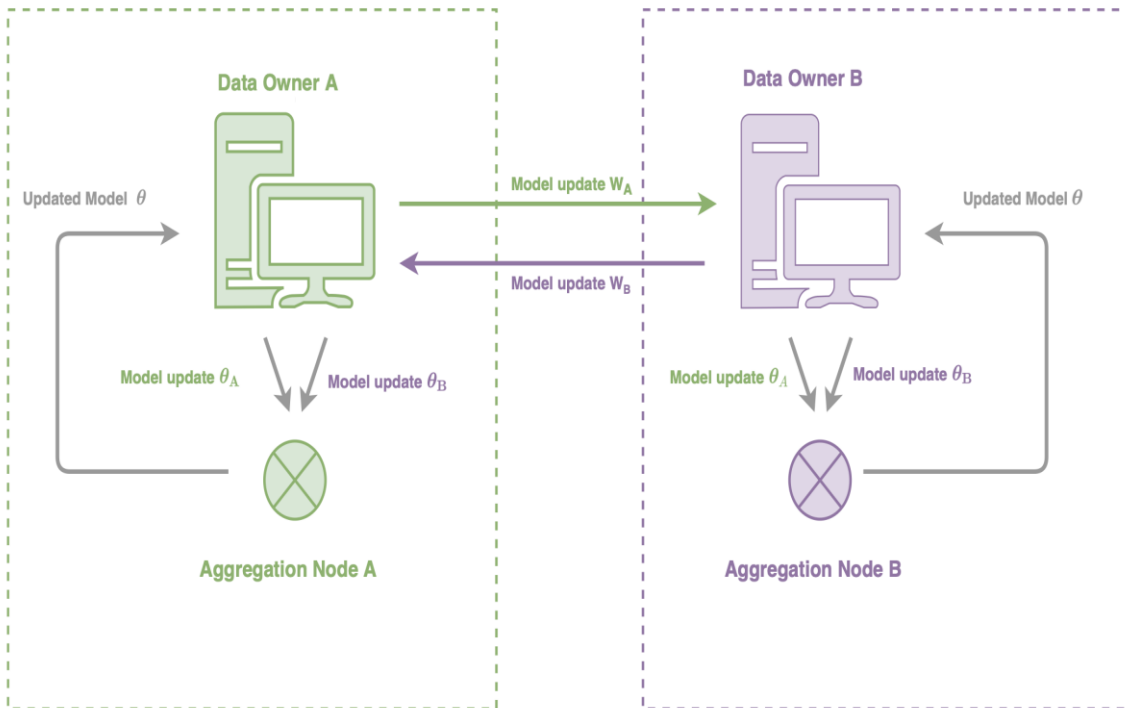 Data Owner A
Data Owner B
Model update W_A
Updated Model θ
Updated Model θ
Model update W_B
Model update θ_A
Model update θ_B
Model update θ_A
Model update θ_B
Aggregation Node A
Aggregation Node B